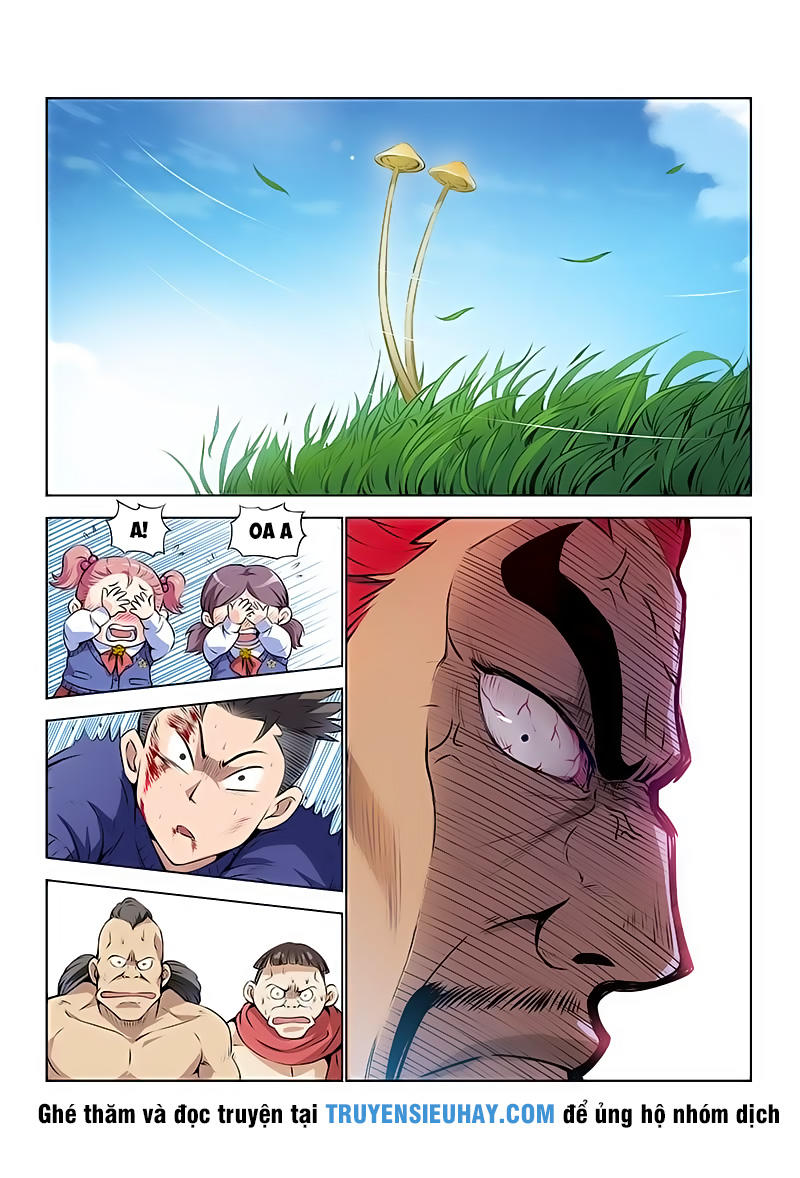 A!
OA A
Ghé thăm và đọc truyện tại TRUYENSIEUHAY.COM để ủng hộ nhóm dịch